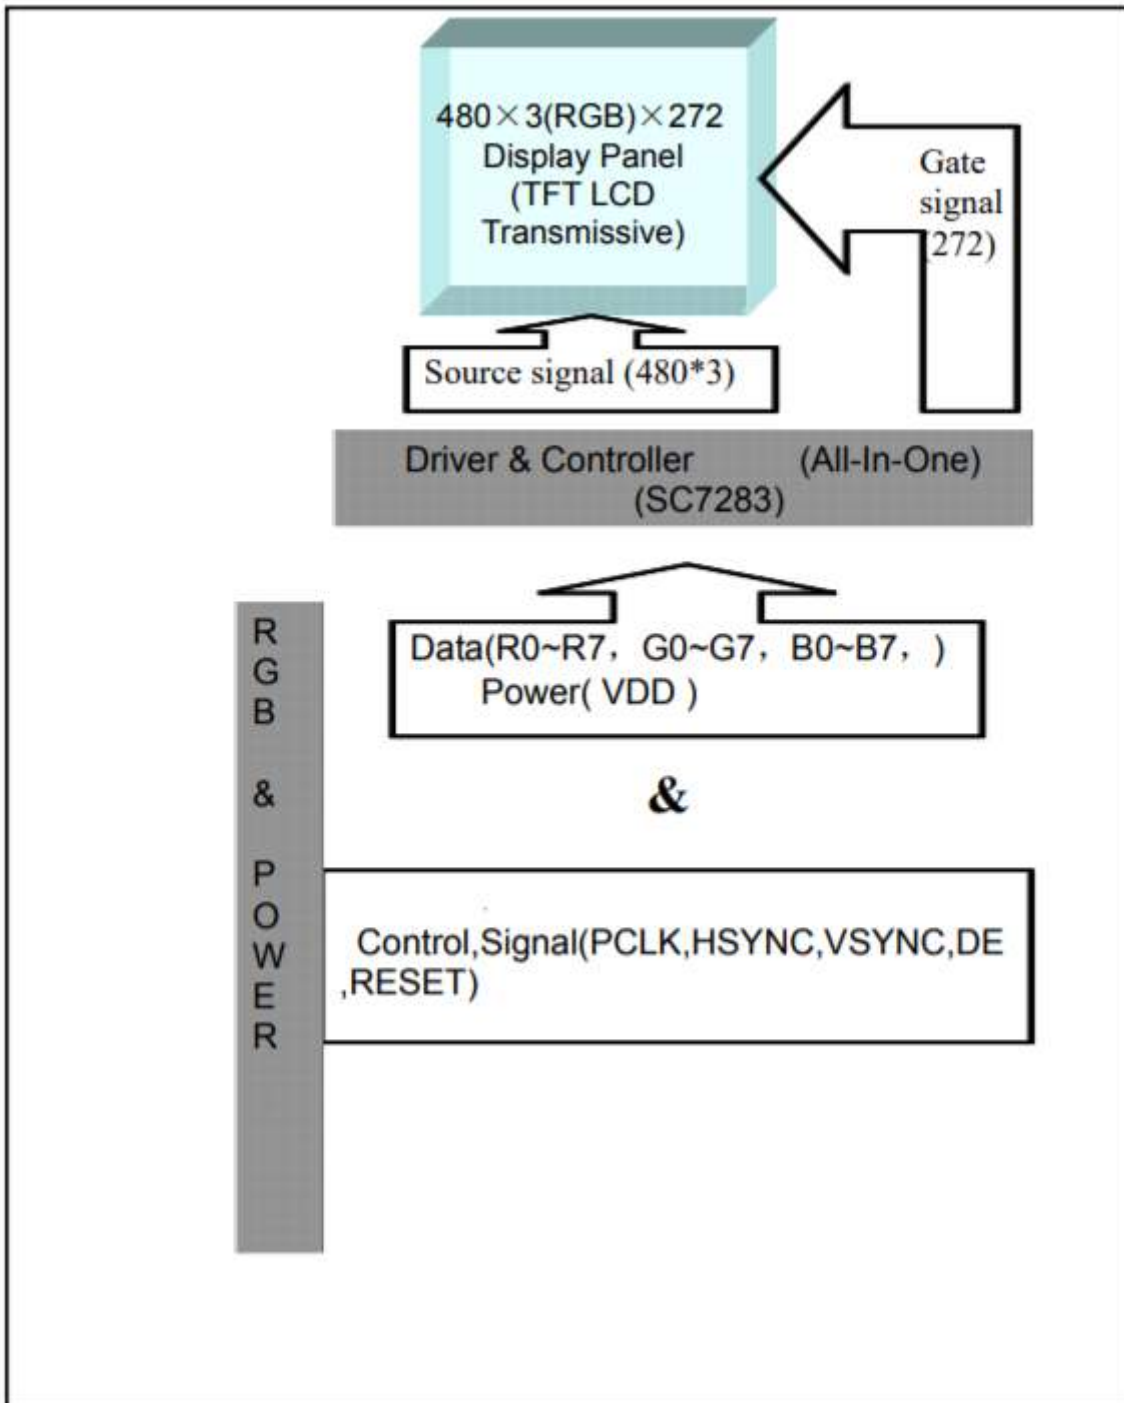 480×3(RGB)×272
Display Panel
(TFT LCD
Transmissive)
Gate
signal
(272)
Source signal (480*3)
Driver & Controller (All-In-One)
(SC7283)
R
G
B
&
P
O
W
E
R
Data(R0~R7，G0~G7，B0~B7，)
Power( VDD )
&
Control,Signal(PCLK,HSYNC,VSYNC,DE
,RESET)